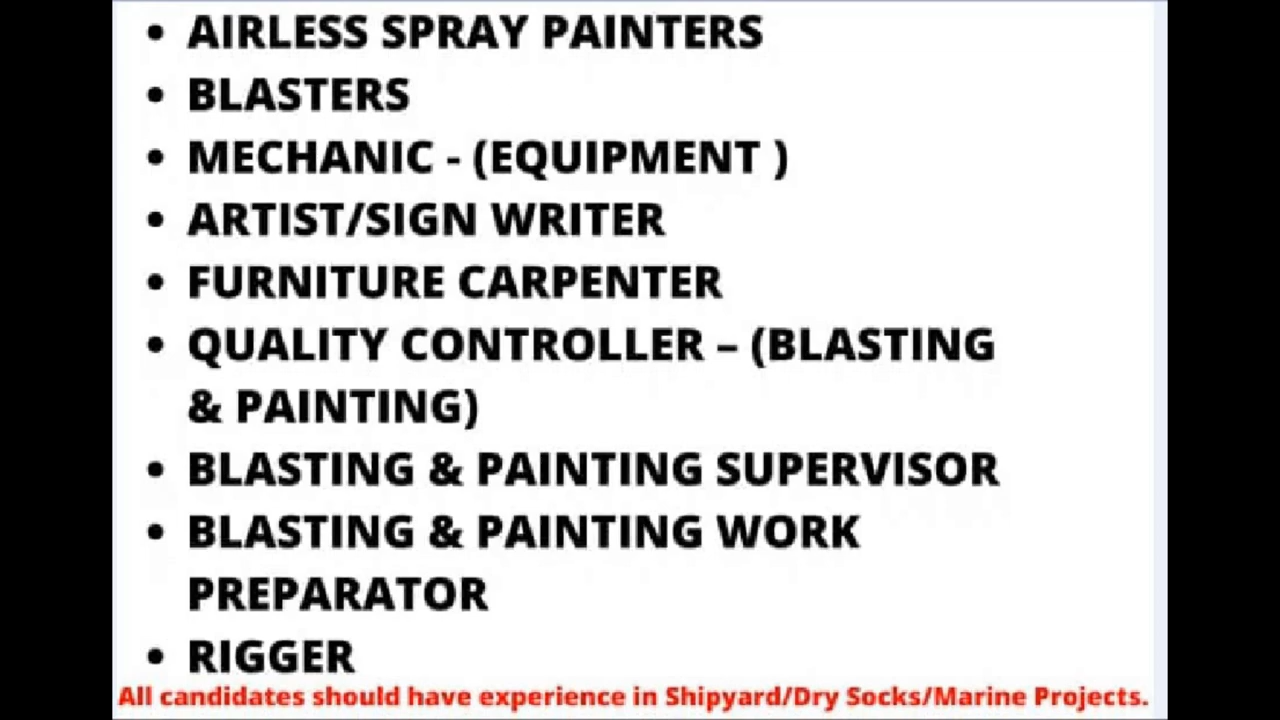 • AIRLESS SPRAY PAINTERS
• BLASTERS
• MECHANIC - (EQUIPMENT )
• ARTIST/SIGN WRITER
• FURNITURE CARPENTER
• QUALITY CONTROLLER – (BLASTING
& PAINTING)
• BLASTING & PAINTING SUPERVISOR
• BLASTING & PAINTING WORK
PREPARATOR
• RIGGER
All candidates should have experience in Shipyard/Dry Socks/Marine Projects.